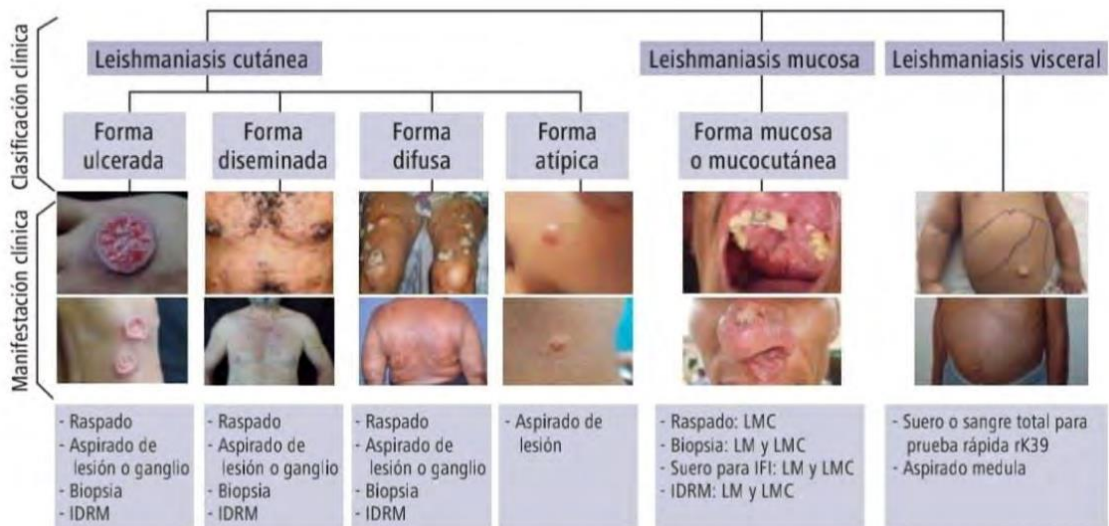 Clasificación clínica
Leishmaniasis cutánea
Leishmaniasis mucosa
Leishmaniasis visceral
Forma
ulcerada
Forma
diseminada
Forma
difusa
Forma
atípica
Forma mucosa
o mucocutánea
Manifestación clínica
- Raspado
- Aspirado de
lesión o ganglio
- Biopsia
- IDRM
- Raspado
- Aspirado de
lesión o ganglio
- Biopsia
- IDRM
- Raspado
- Aspirado de
lesión o ganglio
- Biopsia
- IDRM
- Aspirado de
lesión
- Raspado: LMC
- Biopsia: LM y LMC
- Suero para IFI: LM y LMC
- IDRM: LM y LMC
- Suero o sangre total para
prueba rápida rK39
- Aspirado medula